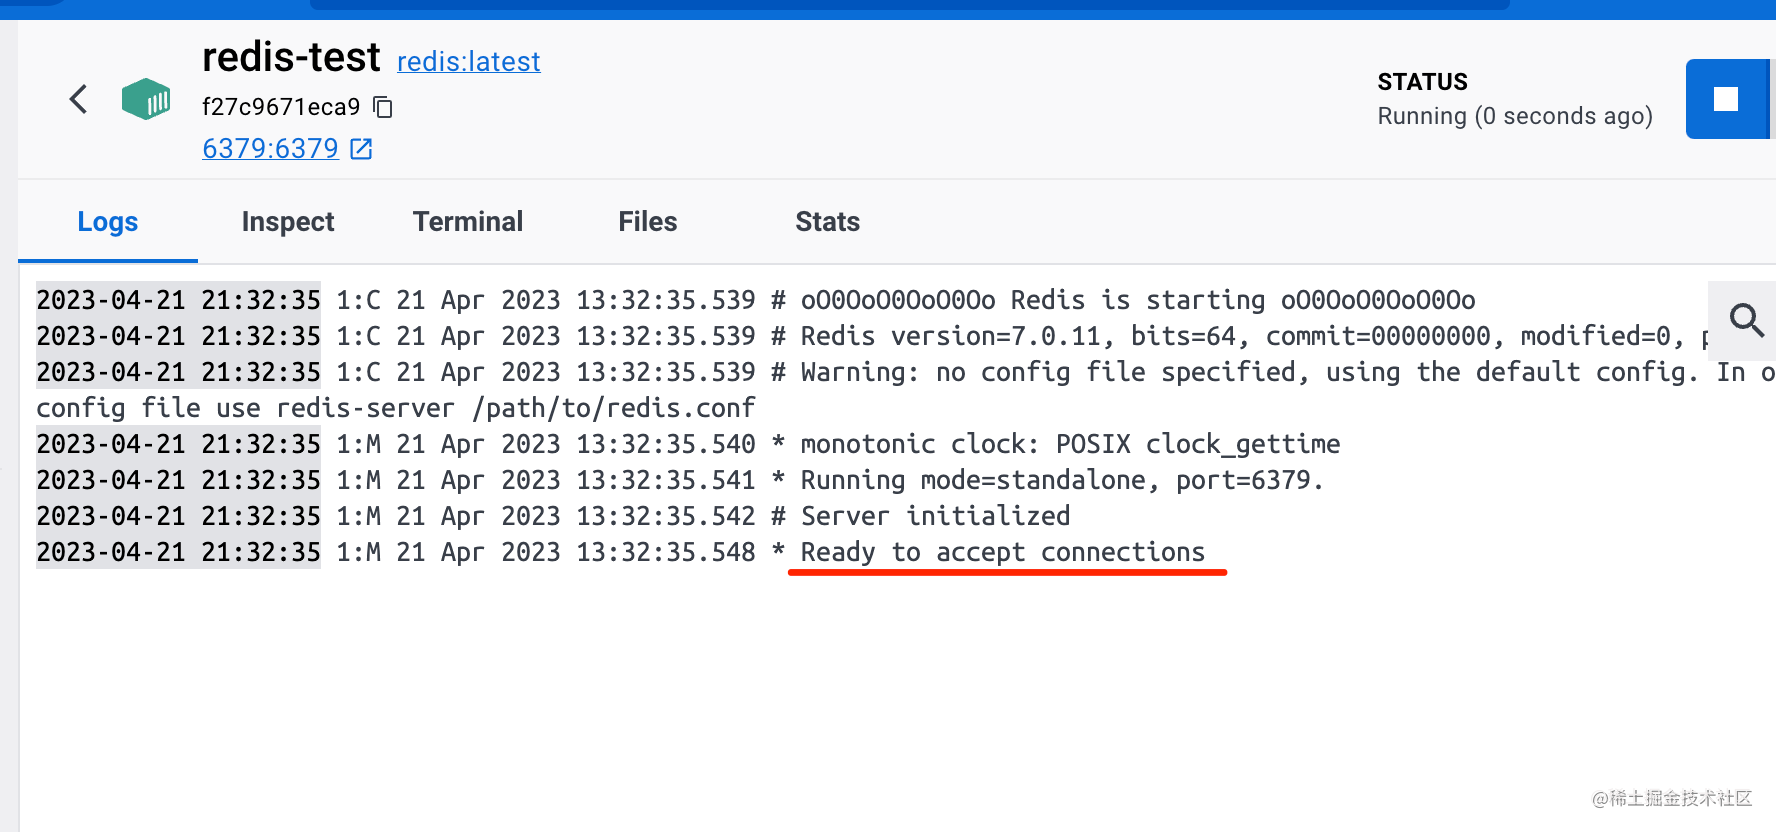 redis-test redis:latest
f27c9671eca9
6379:6379
STATUS
Running (0 seconds ago)
Logs Inspect Terminal Files Stats
2023-04-21 21:32:35 1:C 21 Apr 2023 13:32:35.539 # oO0OoO0OoO0Oo Redis is starting oO0OoO0OoO0Oo
2023-04-21 21:32:35 1:C 21 Apr 2023 13:32:35.539 # Redis version=7.0.11, bits=64, commit=00000000, modified=0,
2023-04-21 21:32:35 1:C 21 Apr 2023 13:32:35.539 # Warning: no config file specified, using the default config. In
config file use redis-server /path/to/redis.conf
2023-04-21 21:32:35 1:M 21 Apr 2023 13:32:35.540 * monotonic clock: POSIX clock_gettime
2023-04-21 21:32:35 1:M 21 Apr 2023 13:32:35.541 * Running mode=standalone, port=6379.
2023-04-21 21:32:35 1:M 21 Apr 2023 13:32:35.542 # Server initialized
2023-04-21 21:32:35 1:M 21 Apr 2023 13:32:35.548 * Ready to accept connections
@稀土掘金技术社区